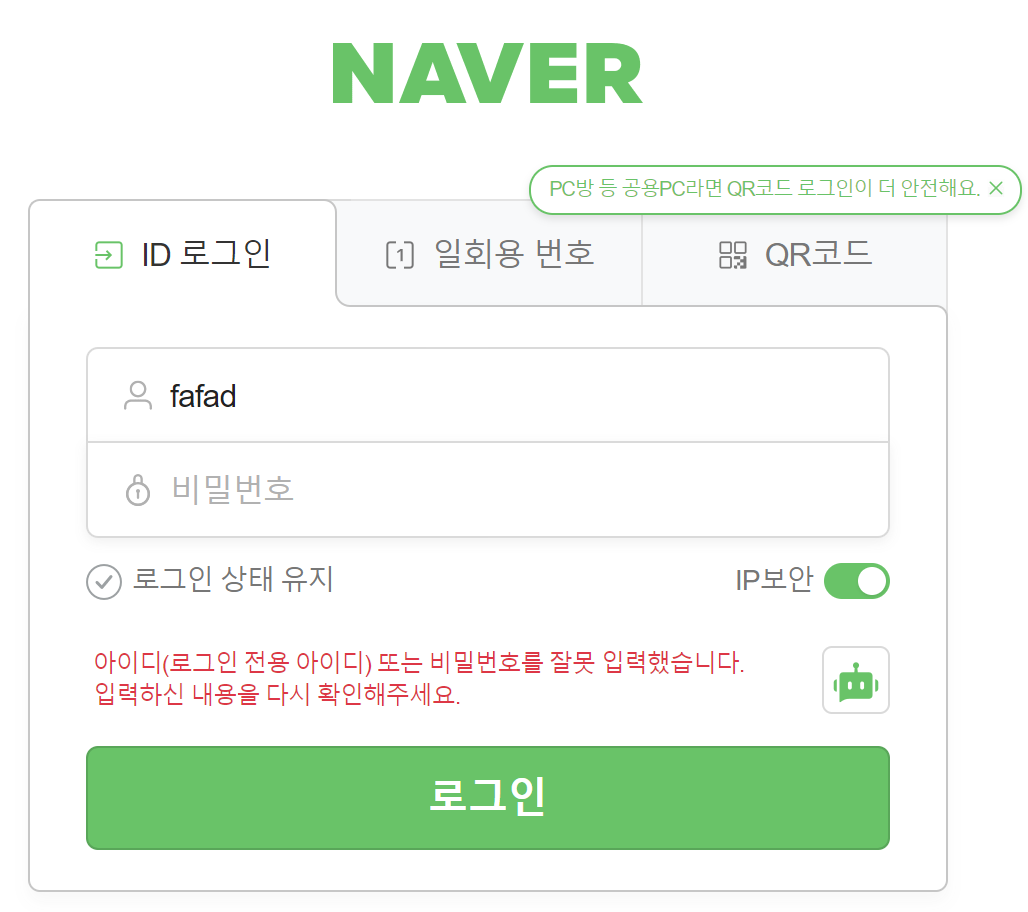 NAVER
PC방 등 공용PC라면 QR코드 로그인이 더 안전해요.
ID 로그인
1 일회용 번호
QR코드
fafad
비밀번호
로그인 상태 유지
IP보안
아이디(로그인 전용 아이디) 또는 비밀번호를 잘못 입력했습니다.
입력하신 내용을 다시 확인해주세요.
로그인